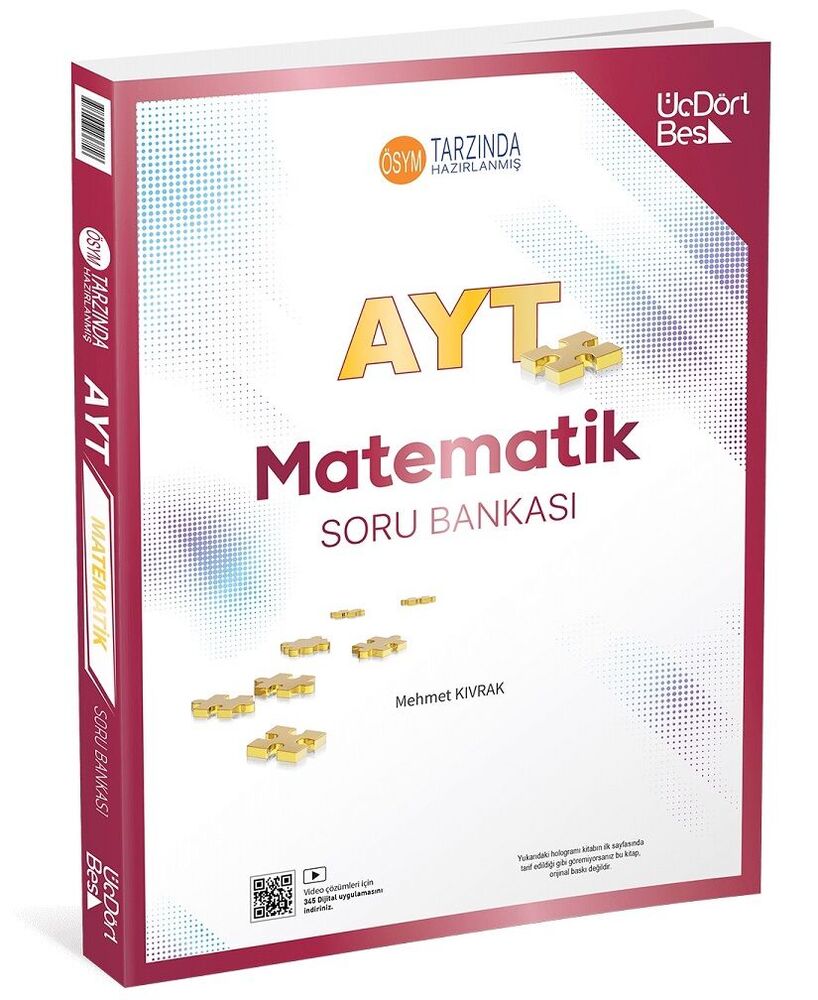 ÜçDört
Beş
ÖSYM
TARZINDA
HAZIRLANMIŞ
AYT
Matematik
SORU BANKASI
Mehmet KIVRAK
Video çözümleri için
345 Dijital uygulamasını
indiriniz.
Yukarıdaki hologramı kitabın ilk sayfasında
tarif edildiği gibi göremiyorsanız bu kitap,
orijinal baskı değildir.
ÖSYM
TARZINDA
HAZIRLANMIŞ
AYT
MATEMATİK
SORU BANKASI
ÜçDört
Beş